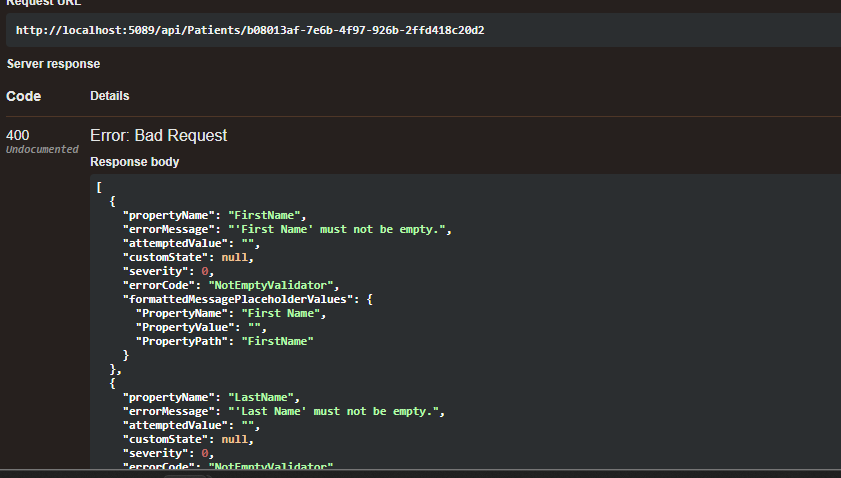 Request URL
http://localhost:5089/api/Patients/b08013af-7e6b-4f97-926b-2ffd418c20d2
Server response
Code Details
400 Error: Bad Request
Undocumented
Response body
[
  {
    "propertyName": "FirstName",
    "errorMessage": "'First Name' must not be empty.",
    "attemptedValue": "",
    "customState": null,
    "severity": 0,
    "errorCode": "NotEmptyValidator",
    "formattedMessagePlaceholderValues": {
      "PropertyName": "First Name",
      "PropertyValue": "",
      "PropertyPath": "FirstName"
    }
  },
  {
    "propertyName": "LastName",
    "errorMessage": "'Last Name' must not be empty.",
    "attemptedValue": "",
    "customState": null,
    "severity": 0,
    "errorCode": "NotEmptyValidator"